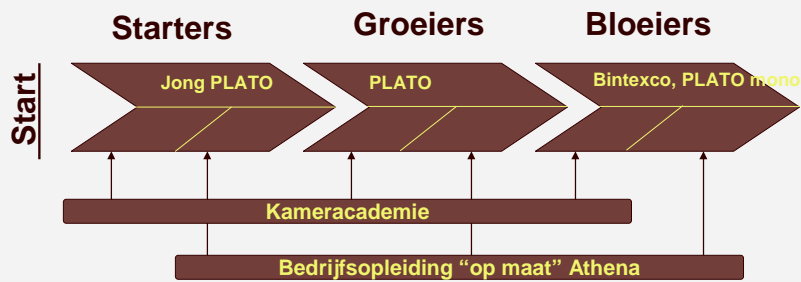 Starters
Groeiers
Bloeiers
Start
Jong PLATO
PLATO
Bintexco, PLATO mono
Kameracademie
Bedrijfsopleiding “op maat” Athena